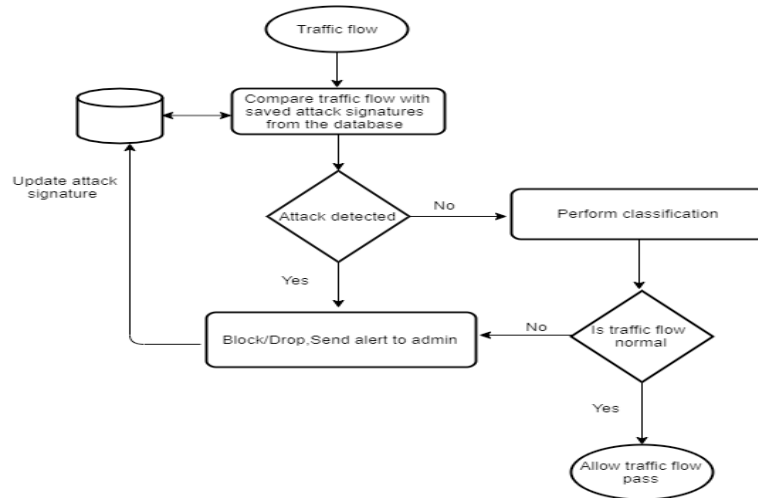 Traffic flow
Compare traffic flow with
saved attack signatures
from the database
Update attack
signature
Attack detected
No
Perform classification
Yes
Block/Drop,Send alert to admin
No
Is traffic flow
normal
Yes
Allow traffic flow
pass